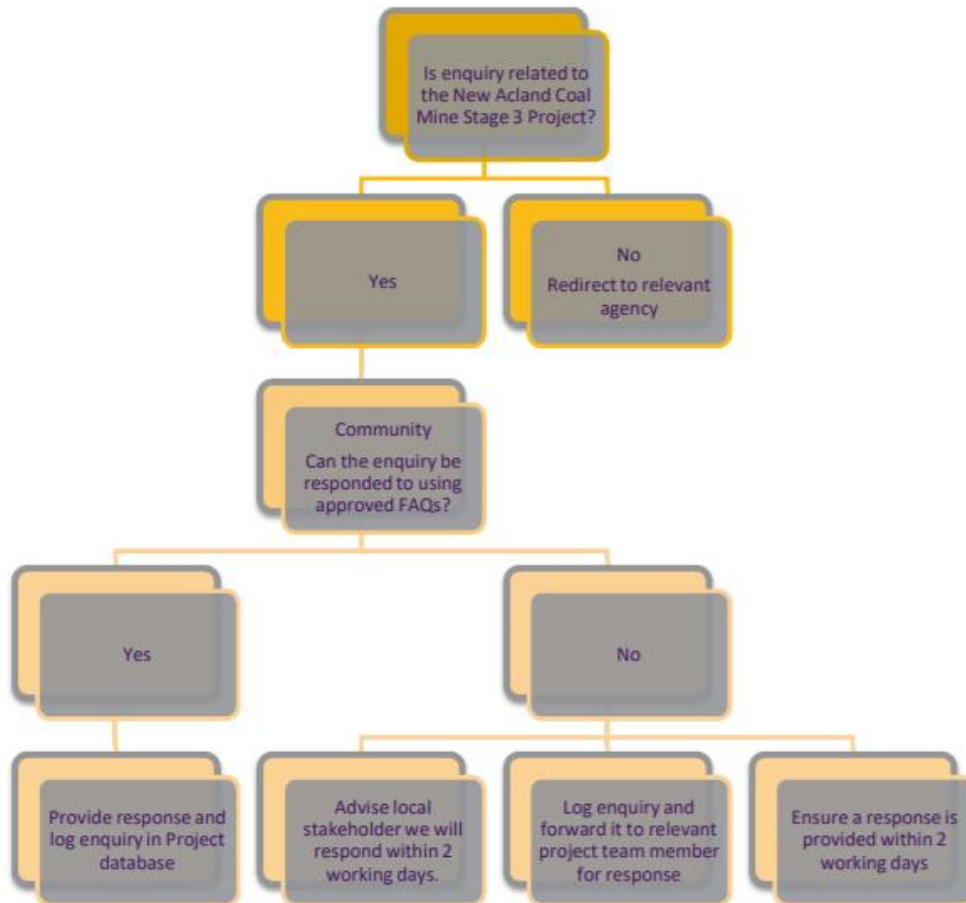 Is enquiry related to
the New Acland Coal
Mine Stage 3 Project?
Yes
No
Redirect to relevant
agency
Community
Can the enquiry be
responded to using
approved FAQs?
Yes
No
Provide response and
log enquiry in Project
database
Advise local
stakeholder we will
respond within 2
working days.
Log enquiry and
forward it to relevant
project team member
for response
Ensure a response is
provided within 2
working days